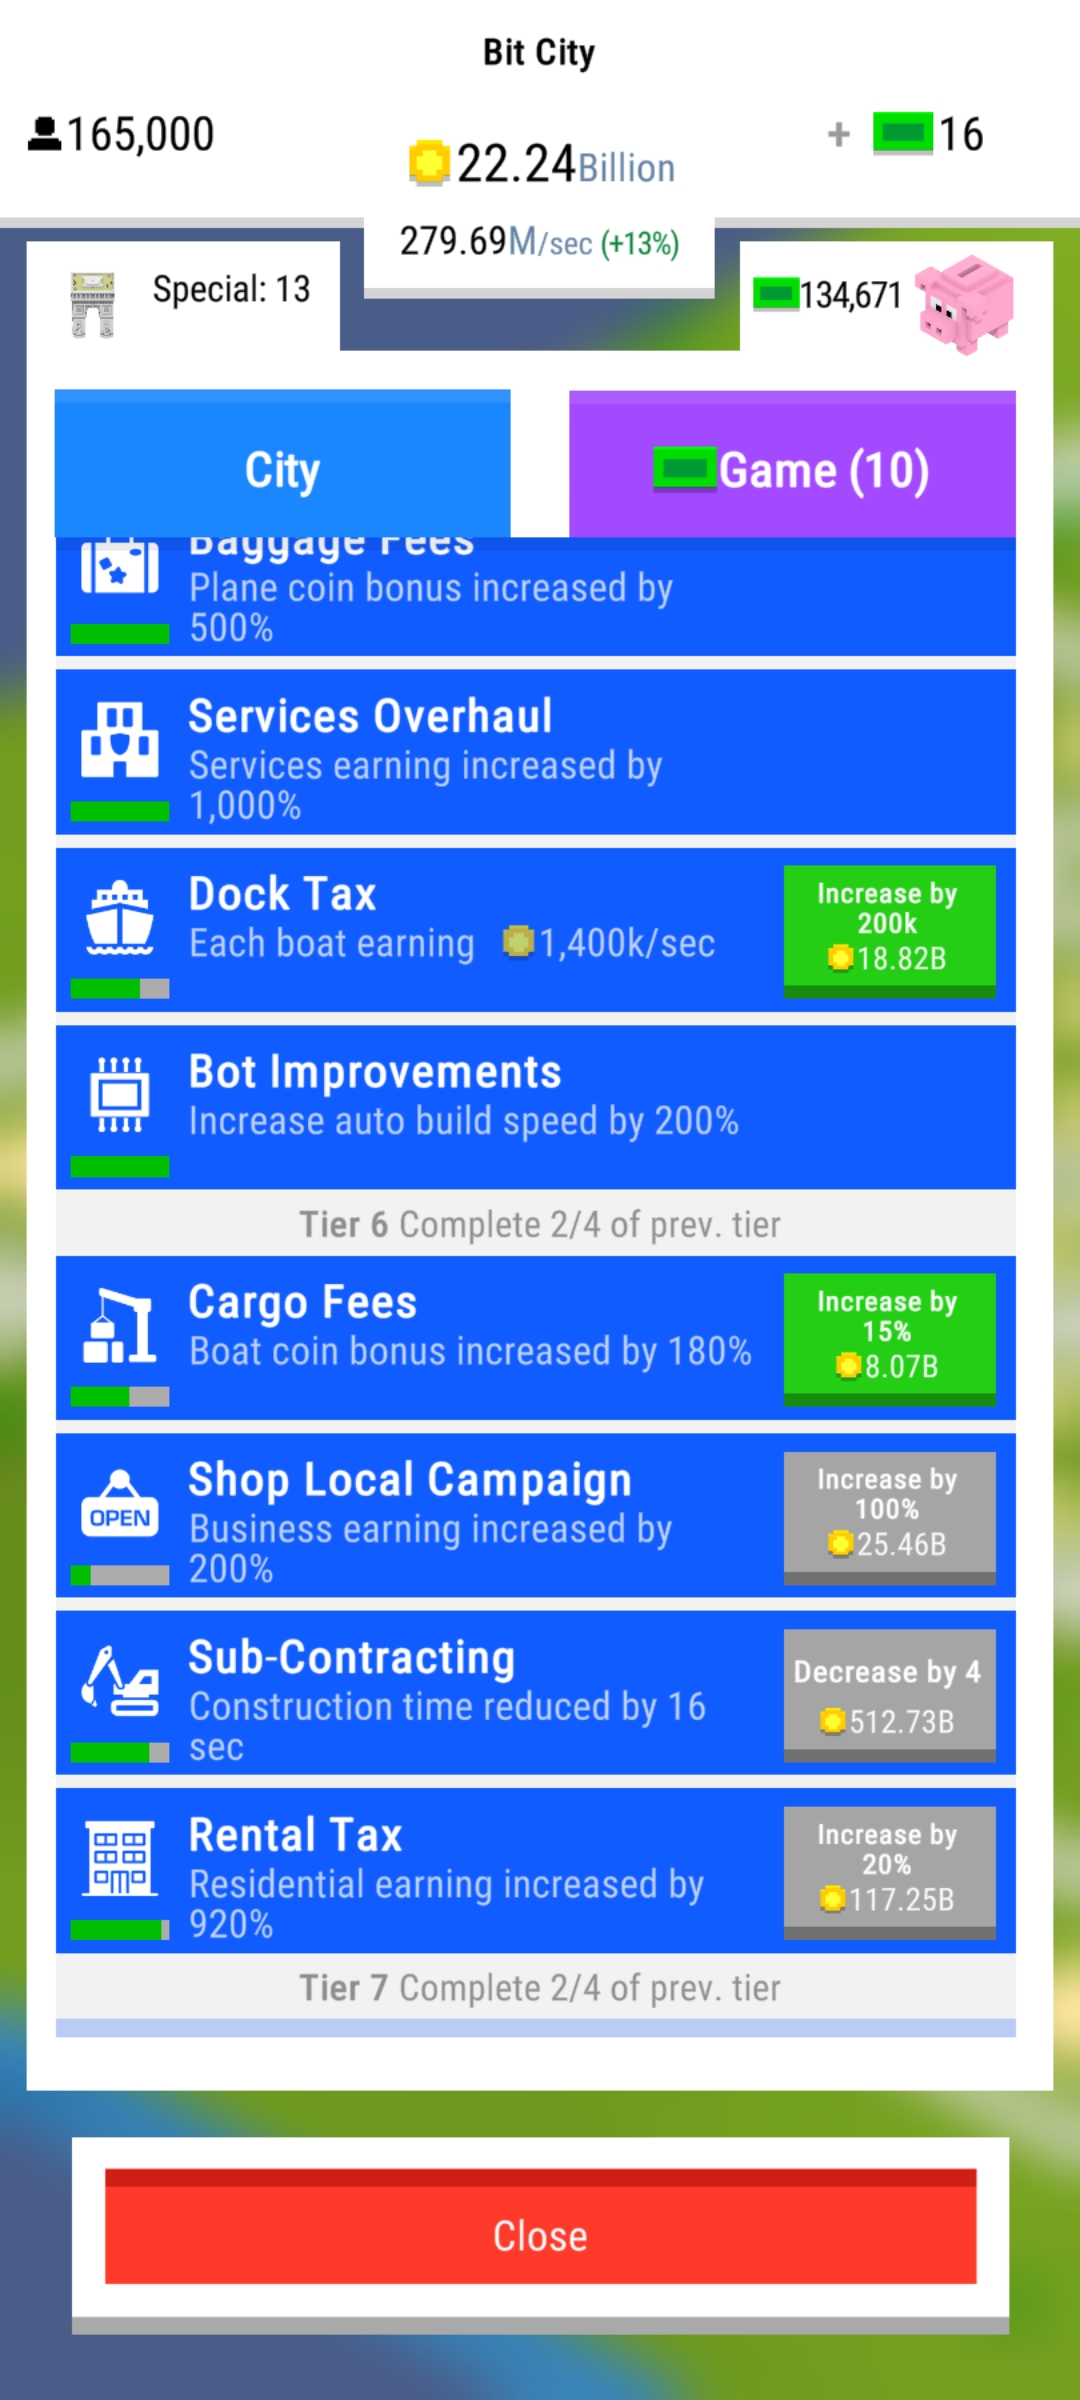 Bit City
165,000
22.24Billion
+ 16
279.69M/sec (+13%)
Special: 13
134,671
City
Game (10)
Baggage Fees
Plane coin bonus increased by
500%
Services Overhaul
Services earning increased by
1,000%
Dock Tax
Each boat earning 1,400k/sec
Increase by
200k
18.82B
Bot Improvements
Increase auto build speed by 200%
Tier 6 Complete 2/4 of prev. tier
Cargo Fees
Boat coin bonus increased by 180%
Increase by
15%
8.07B
OPEN
Shop Local Campaign
Business earning increased by
200%
Increase by
100%
25.46B
Sub-Contracting
Construction time reduced by 16
sec
Decrease by 4
512.73B
Rental Tax
Residential earning increased by
920%
Increase by
20%
117.25B
Tier 7 Complete 2/4 of prev. tier
Close